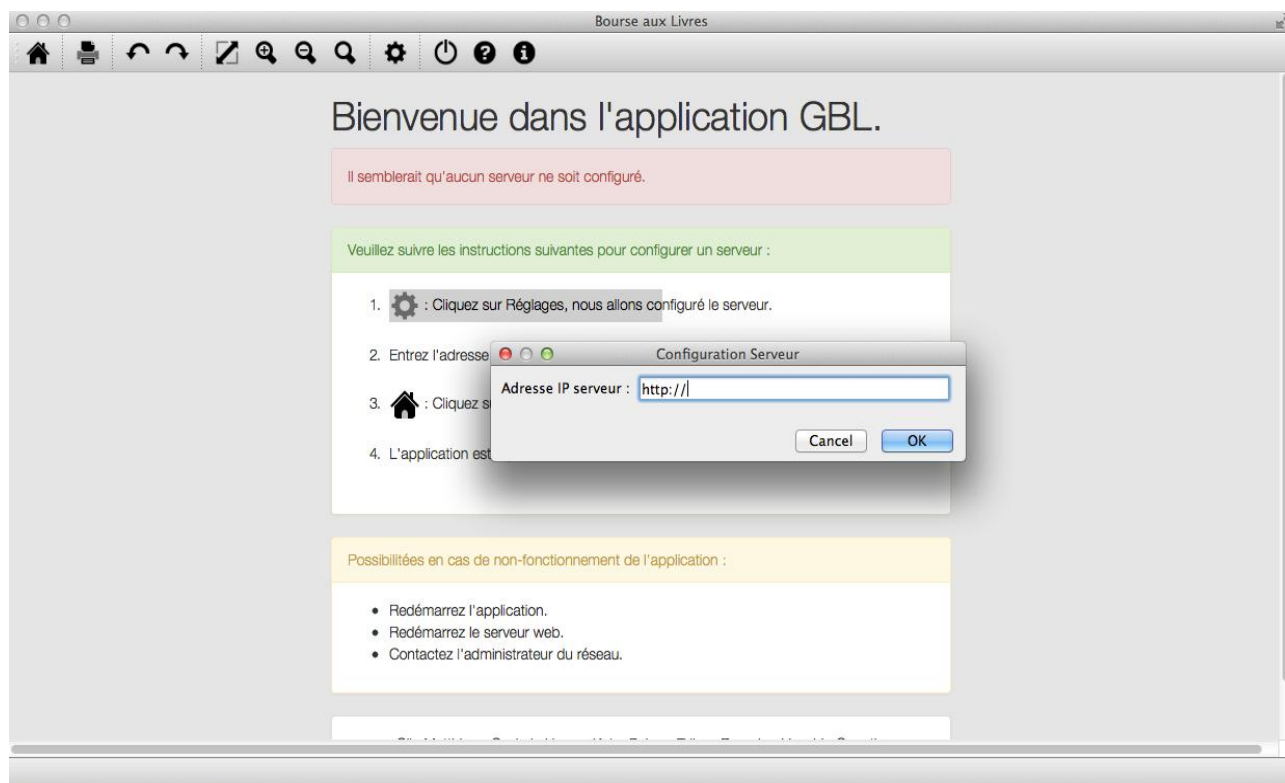 Bourse aux Livres
Bienvenue dans l'application GBL.
Il semblerait qu'aucun serveur ne soit configuré.
Veuillez suivre les instructions suivantes pour configurer un serveur :
1. : Cliquez sur Réglages, nous allons configuré le serveur.
2. Entrez l'adresse
Configuration Serveur
Adresse IP serveur : http://
3. : Cliquez
Cancel OK
4. L'application est
Possibilitées en cas de non-fonctionnement de l'application :
• Redémarrez l'application.
• Redémarrez le serveur web.
• Contactez l'administrateur du réseau.